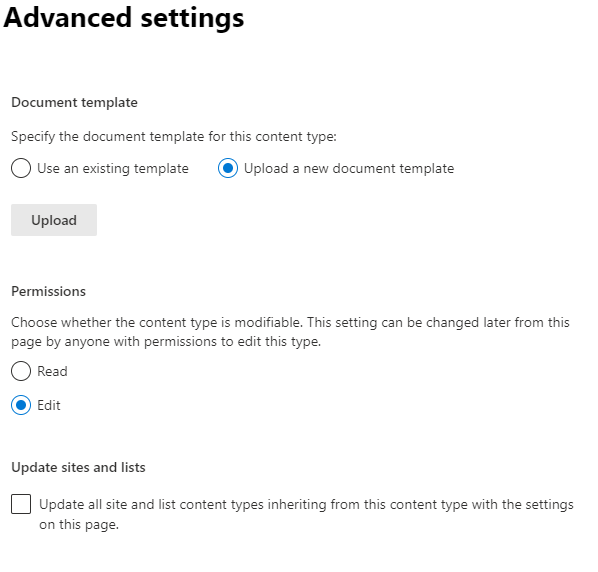 Advanced settings
Document template
Specify the document template for this content type:
Use an existing template Upload a new document template
Upload
Permissions
Choose whether the content type is modifiable. This setting can be changed later from this
page by anyone with permissions to edit this type.
Read
Edit
Update sites and lists
Update all site and list content types inheriting from this content type with the settings
on this page.